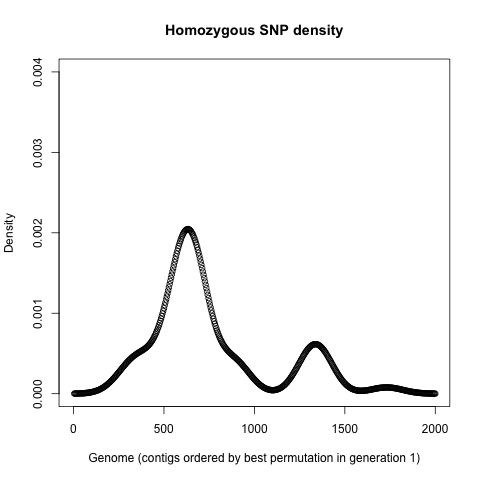 Homozygous SNP density
Density
0.004
0.003
0.002
0.001
0.000
0 500 1000 1500 2000
Genome (contigs ordered by best permutation in generation 1)